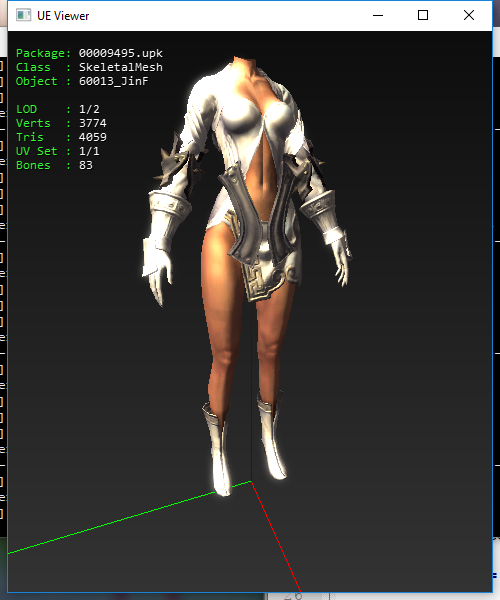 UE Viewer
Package: 00009495.upk
Class : SkeletalMesh
Object : 60013_JinF
LOD : 1/2
Verts : 3774
Tris : 4059
UV Set : 1/1
Bones : 83